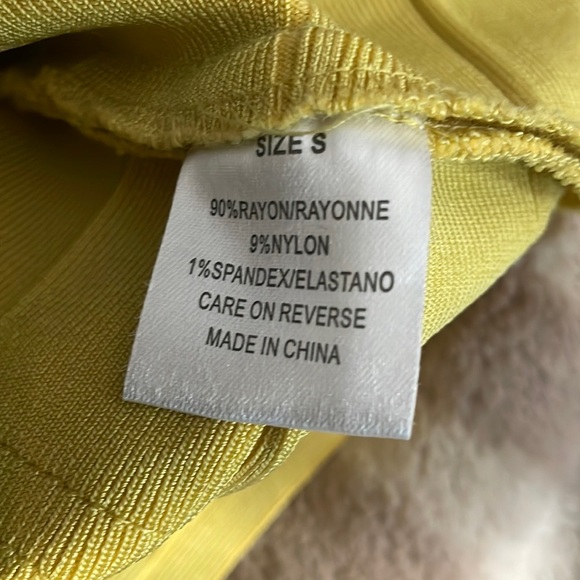 SIZE S
90%RAYON/RAYONNE
9%NYLON
1%SPANDEX/ELASTANO
CARE ON REVERSE
MADE IN CHINA